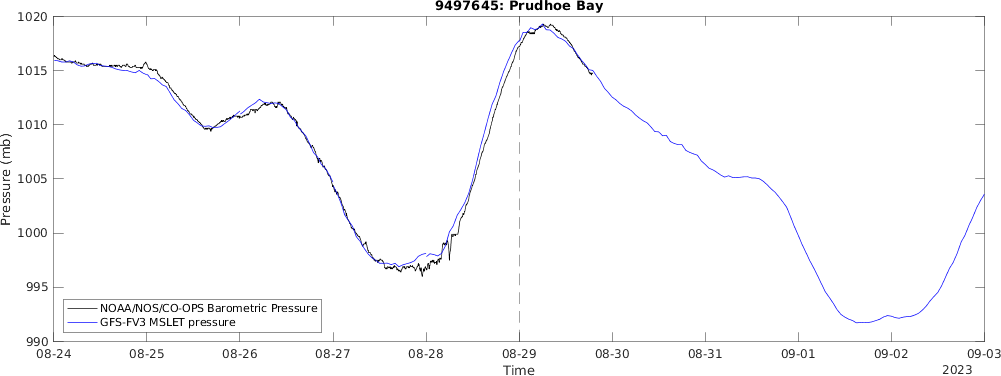 9497645: Prudhoe Bay
1020
1015
1010
1005
1000
995
990
Pressure (mb)
NOAA/NOS/CO-OPS Barometric Pressure
GFS-FV3 MSLET pressure
08-24 08-25 08-26 08-27 08-28 08-29 08-30 08-31 09-01 09-02 09-03
Time
2023